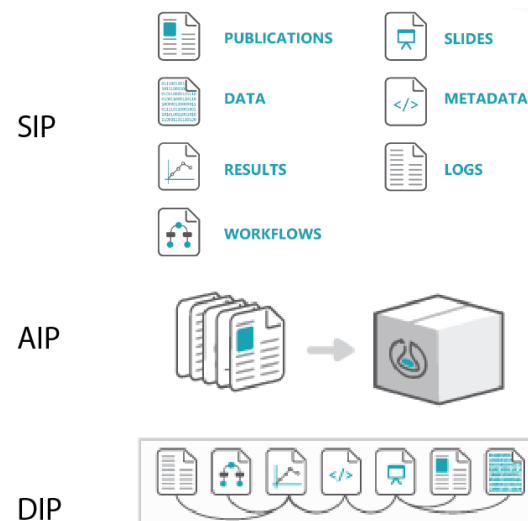 SIP
PUBLICATIONS
SLIDES
DATA
METADATA
RESULTS
LOGS
WORKFLOWS
AIP
DIP